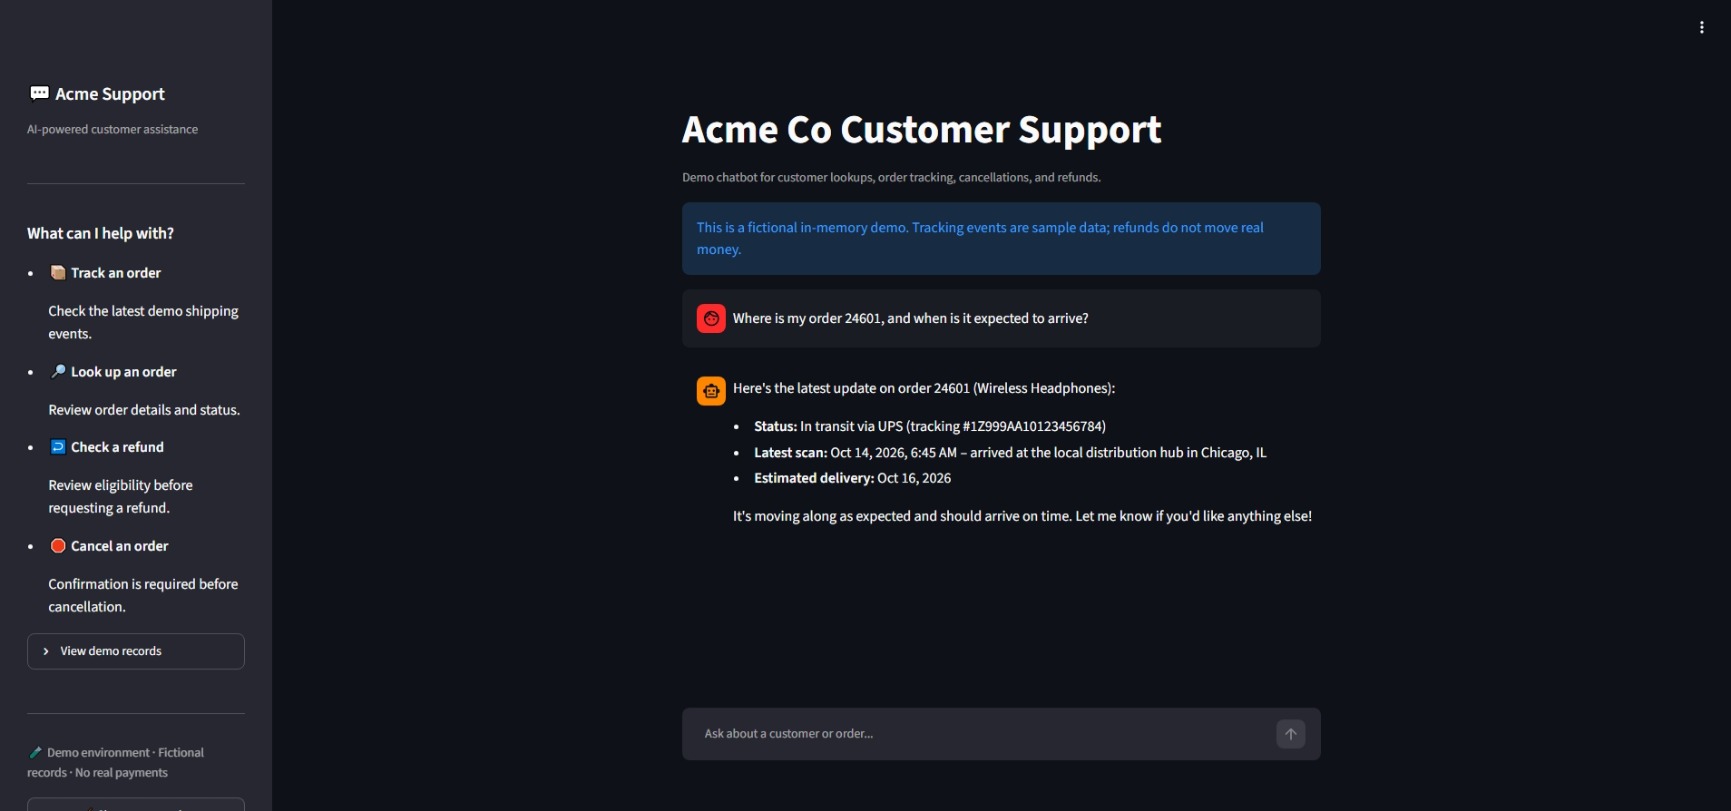 Acme Support
AI-powered customer assistance
What can I help with?
Track an order
Check the latest demo shipping
events.
Look up an order
Review order details and status.
Check a refund
Review eligibility before
requesting a refund.
Cancel an order
Confirmation is required before
cancellation.
View demo records
Demo environment · Fictional
records · No real payments
Acme Co Customer Support
Demo chatbot for customer lookups, order tracking, cancellations, and refunds.
This is a fictional in-memory demo. Tracking events are sample data; refunds do not move real
money.
Where is my order 24601, and when is it expected to arrive?
Here's the latest update on order 24601 (Wireless Headphones):
Status: In transit via UPS (tracking #1Z999AA10123456784)
Latest scan: Oct 14, 2026, 6:45 AM – arrived at the local distribution hub in Chicago, IL
Estimated delivery: Oct 16, 2026
It's moving along as expected and should arrive on time. Let me know if you'd like anything else!
Ask about a customer or order...